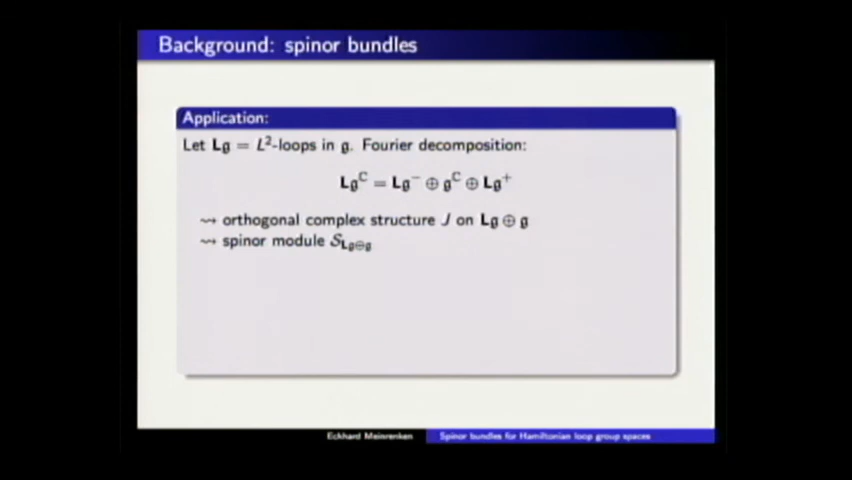 Background: spinor bundles
Application:
Let L𝔤 = L²-loops in 𝔤. Fourier decomposition:
L𝔤^ℂ = L𝔤⁻ ⊕ 𝔤^ℂ ⊕ L𝔤⁺
⇝ orthogonal complex structure J on L𝔤 ⊕ 𝔤
⇝ spinor module 𝒮_{L𝔤⊕𝔤}
Eckhard Meinrenken
Spinor bundles for Hamiltonian loop group spaces